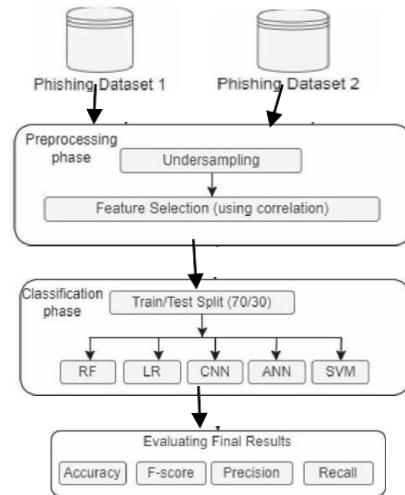 Phishing Dataset 1
Phishing Dataset 2
Preprocessing
phase
Undersampling
Feature Selection (using correlation)
Classification
phase
Train/Test Split (70/30)
RF
LR
CNN
ANN
SVM
Evaluating Final Results
Accuracy
F-score
Precision
Recall